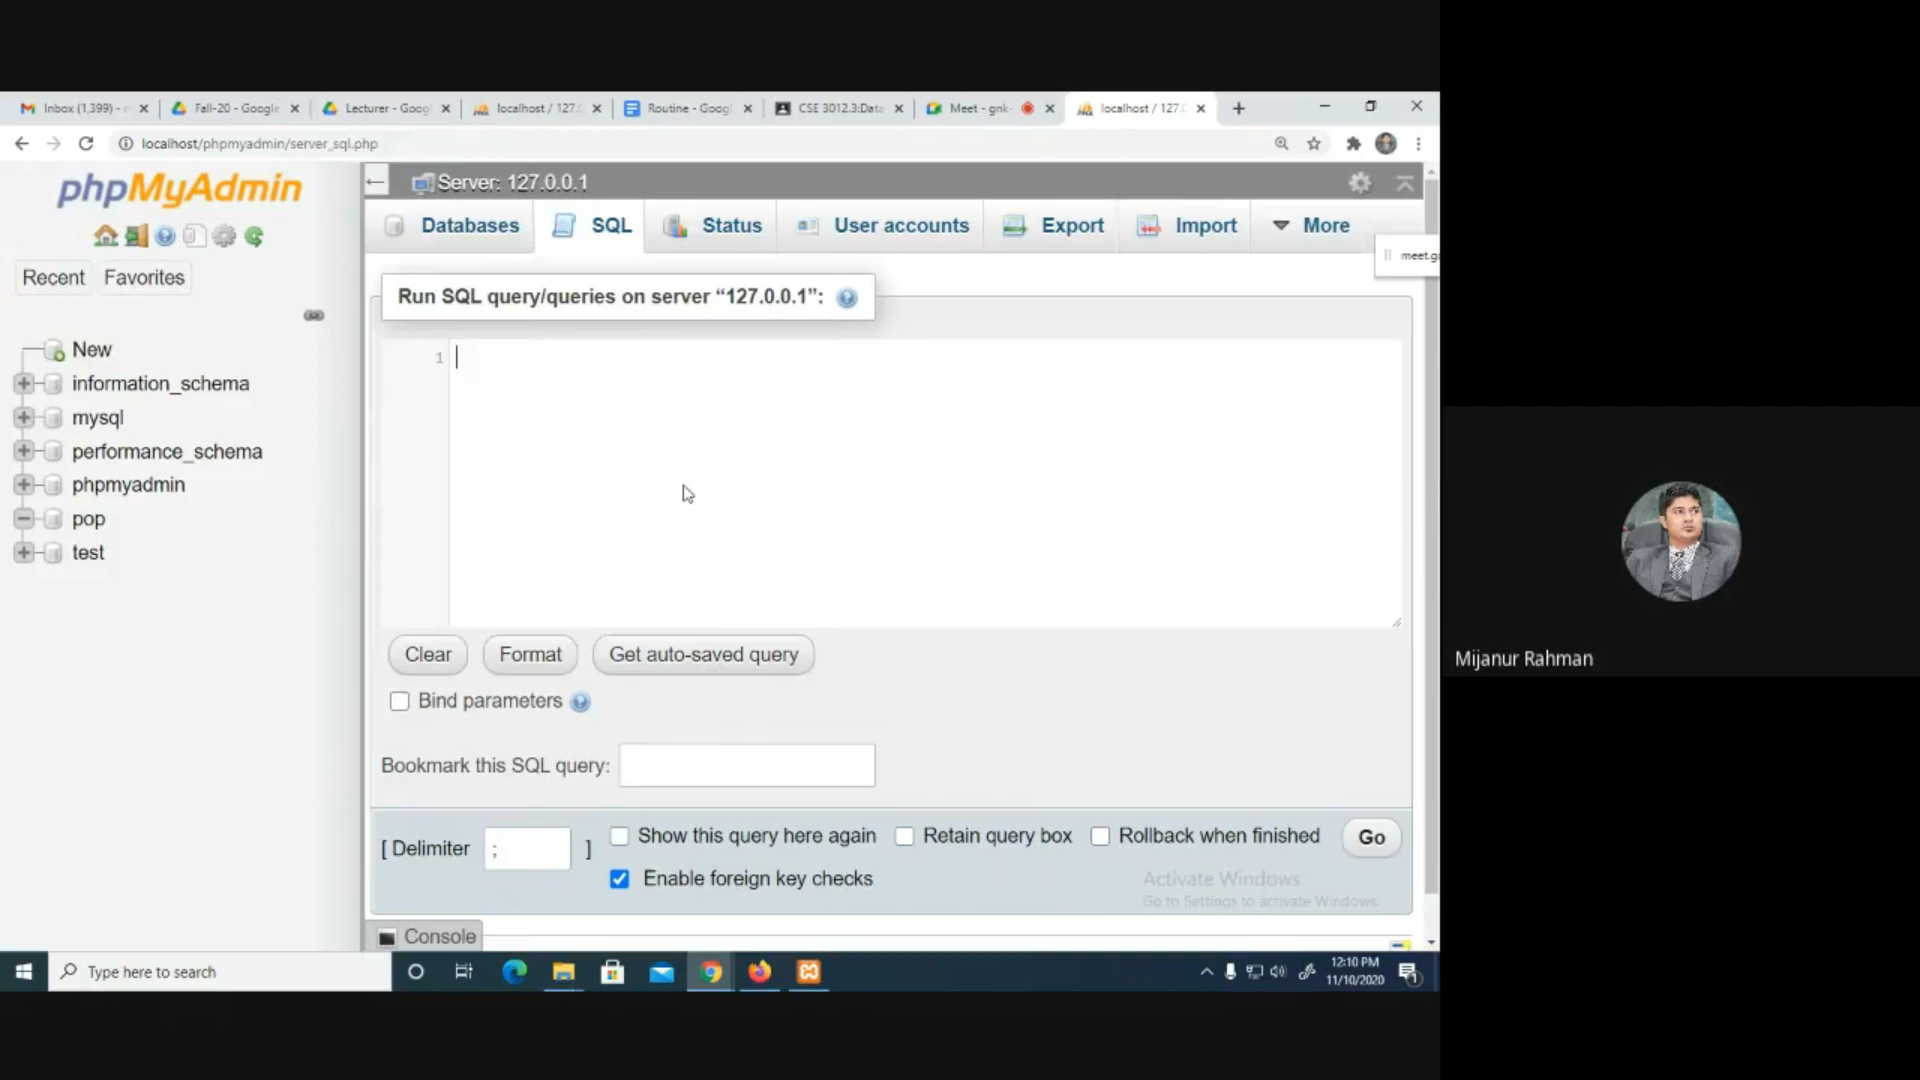 Inbox (1,399) -
Fall-20 - Google
Lecturer - Goog
localhost / 127.
Routine - Goog
CSE 3012.3:Data
Meet - gnk
localhost / 127.0
localhost/phpmyadmin/server_sql.php
phpMyAdmin
Recent
Favorites
New
information_schema
mysql
performance_schema
phpmyadmin
pop
test
Server: 127.0.0.1
Databases
SQL
Status
User accounts
Export
Import
More
meet.g
Run SQL query/queries on server “127.0.0.1”:
1
Clear
Format
Get auto-saved query
Bind parameters
Bookmark this SQL query:
[ Delimiter ; ]
Show this query here again
Retain query box
Rollback when finished
Go
Enable foreign key checks
Activate Windows
Go to Settings to activate Windows.
Console
Type here to search
12:10 PM
11/10/2020
1
Mijanur Rahman